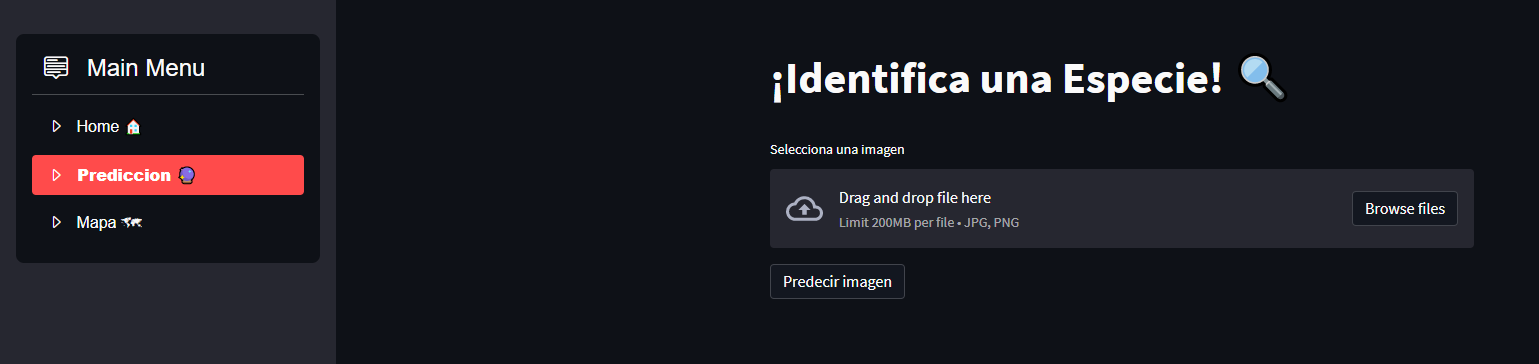 Main Menu
Home
Prediccion
Mapa
¡Identifica una Especie!
Selecciona una imagen
Drag and drop file here
Limit 200MB per file • JPG, PNG
Browse files
Predecir imagen